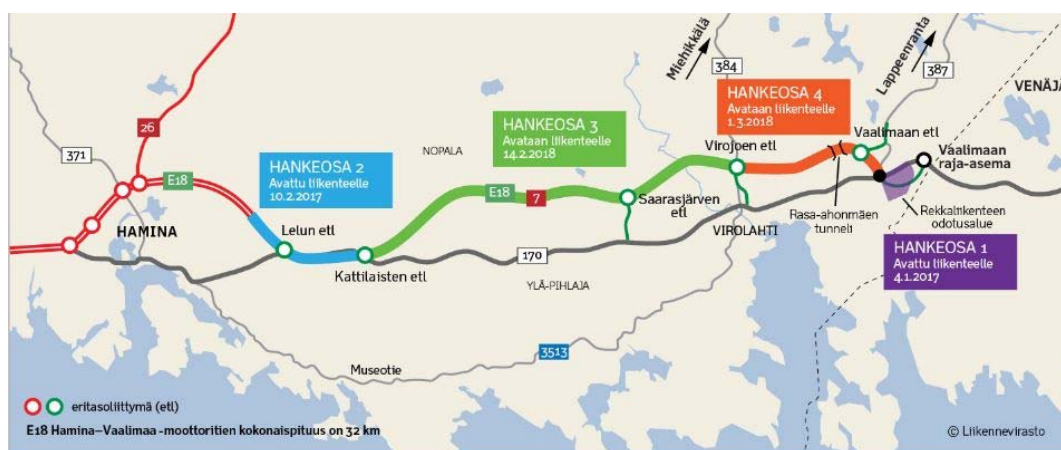 Miehikkälä
384
Lappeenranta
387
VENÄJÄ
26
371
HANKEOSA 4
Avataan liikenteelle
1.3.2018
HANKEOSA 3
Avataan liikenteelle
14.2.2018
Vaalimaan etl
Virojoen etl
Vaalimaan
raja-asema
HANKEOSA 2
Avattu liikenteelle
10.2.2017
NOPALA
E18
E18
7
Saarasjärven
etl
Rasa-ahonmäen
tunneli
Rekkaliikenteen
odotusalue
HAMINA
Lelun etl
VIROLAHTI
HANKEOSA 1
Avattu liikenteelle
4.1.2017
Kattilaisten etl
170
YLÄ-PIHLAJA
3513
Museotie
eritasoliittymä (etl)
E18 Hamina–Vaalimaa -moottoritien kokonaispituus on 32 km
© Liikennevirasto